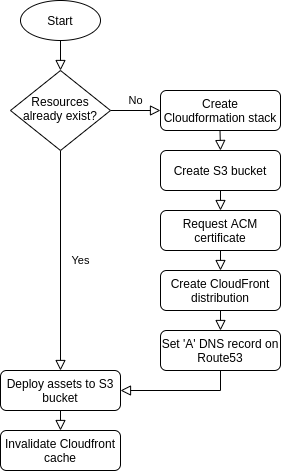 Start
Resources
already exist?
No
Create
Cloudformation stack
Create S3 bucket
Request ACM
certificate
Create CloudFront
distribution
Set 'A' DNS record on
Route53
Yes
Deploy assets to S3
bucket
Invalidate Cloudfront
cache